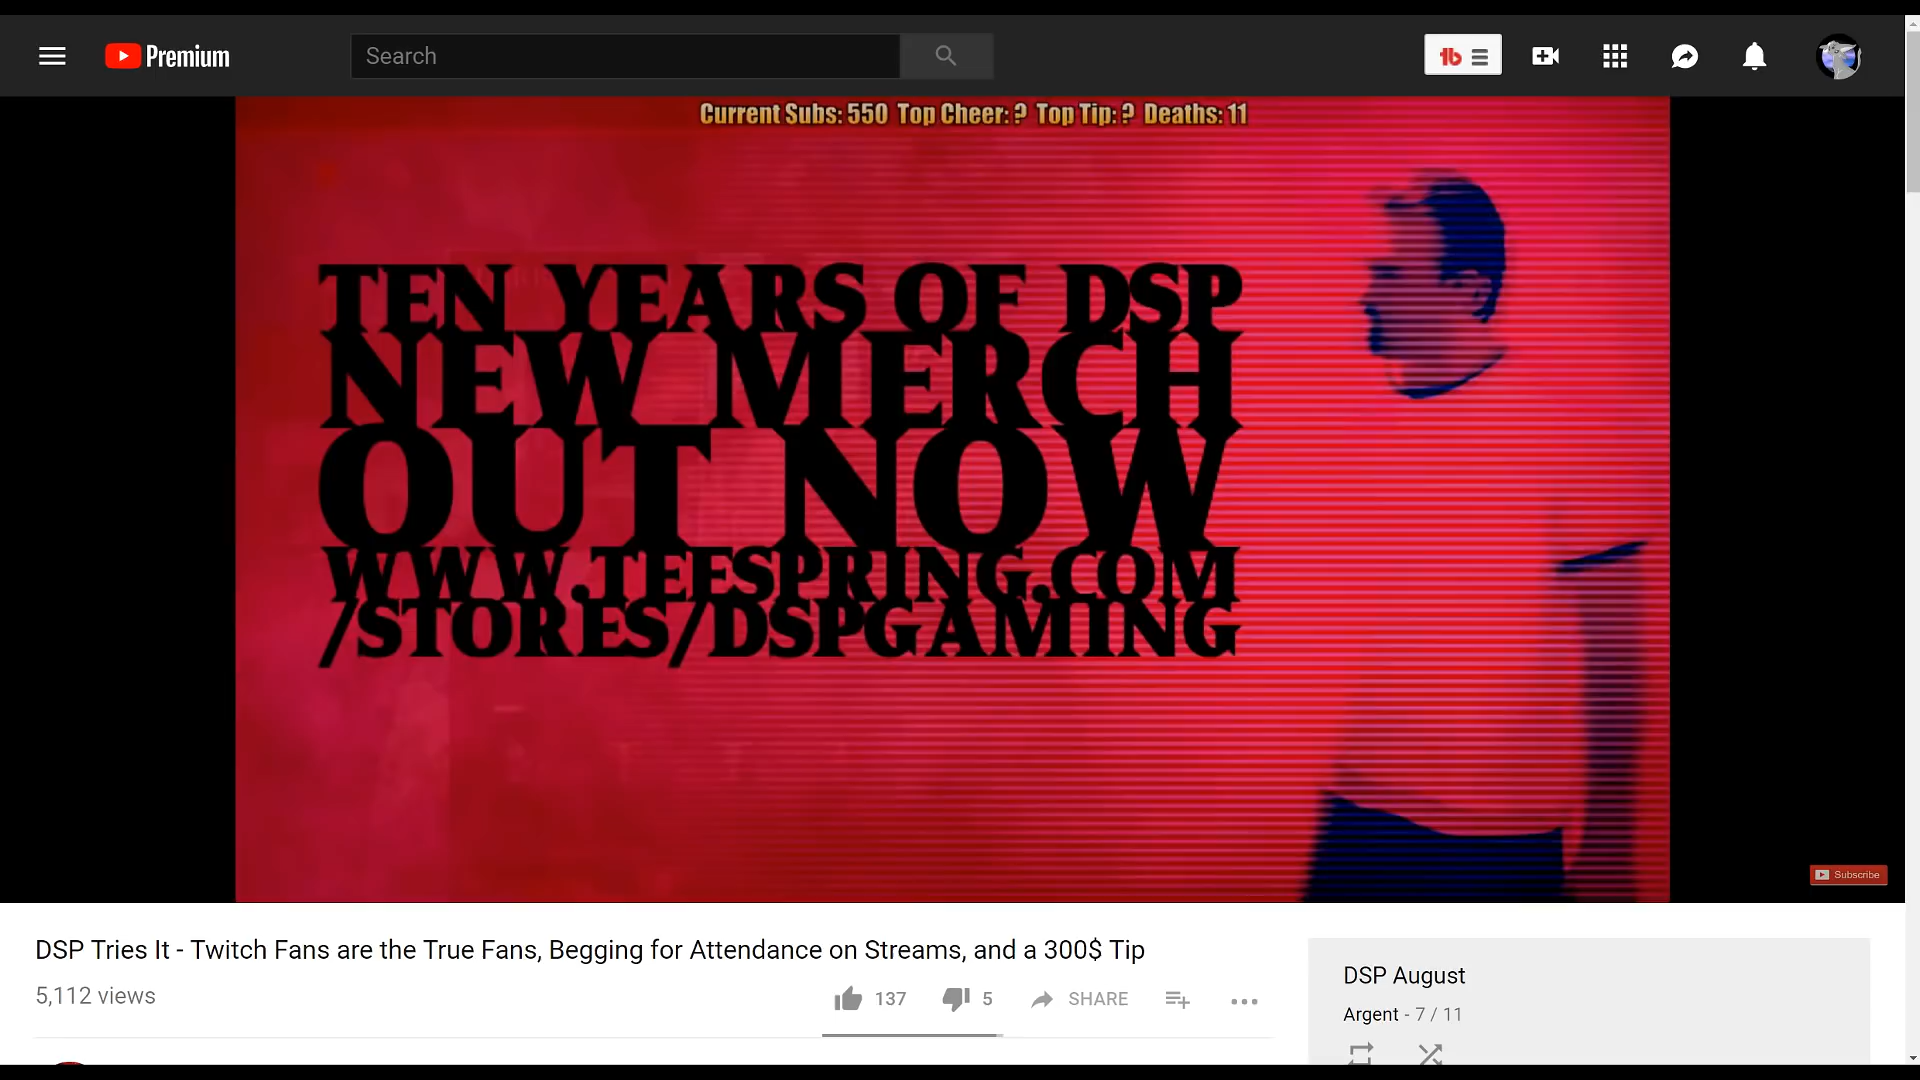 Premium
Search
Current Subs: 550 Top Cheer: ? Top Tip: ? Deaths: 11
TEN YEARS OF DSP
NEW MERCH
OUT NOW
WWW.TEESPRING.COM
/STORES/DSPGAMING
Subscribe
DSP Tries It - Twitch Fans are the True Fans, Begging for Attendance on Streams, and a 300$ Tip
5,112 views
137
5
SHARE
DSP August
Argent - 7 / 11